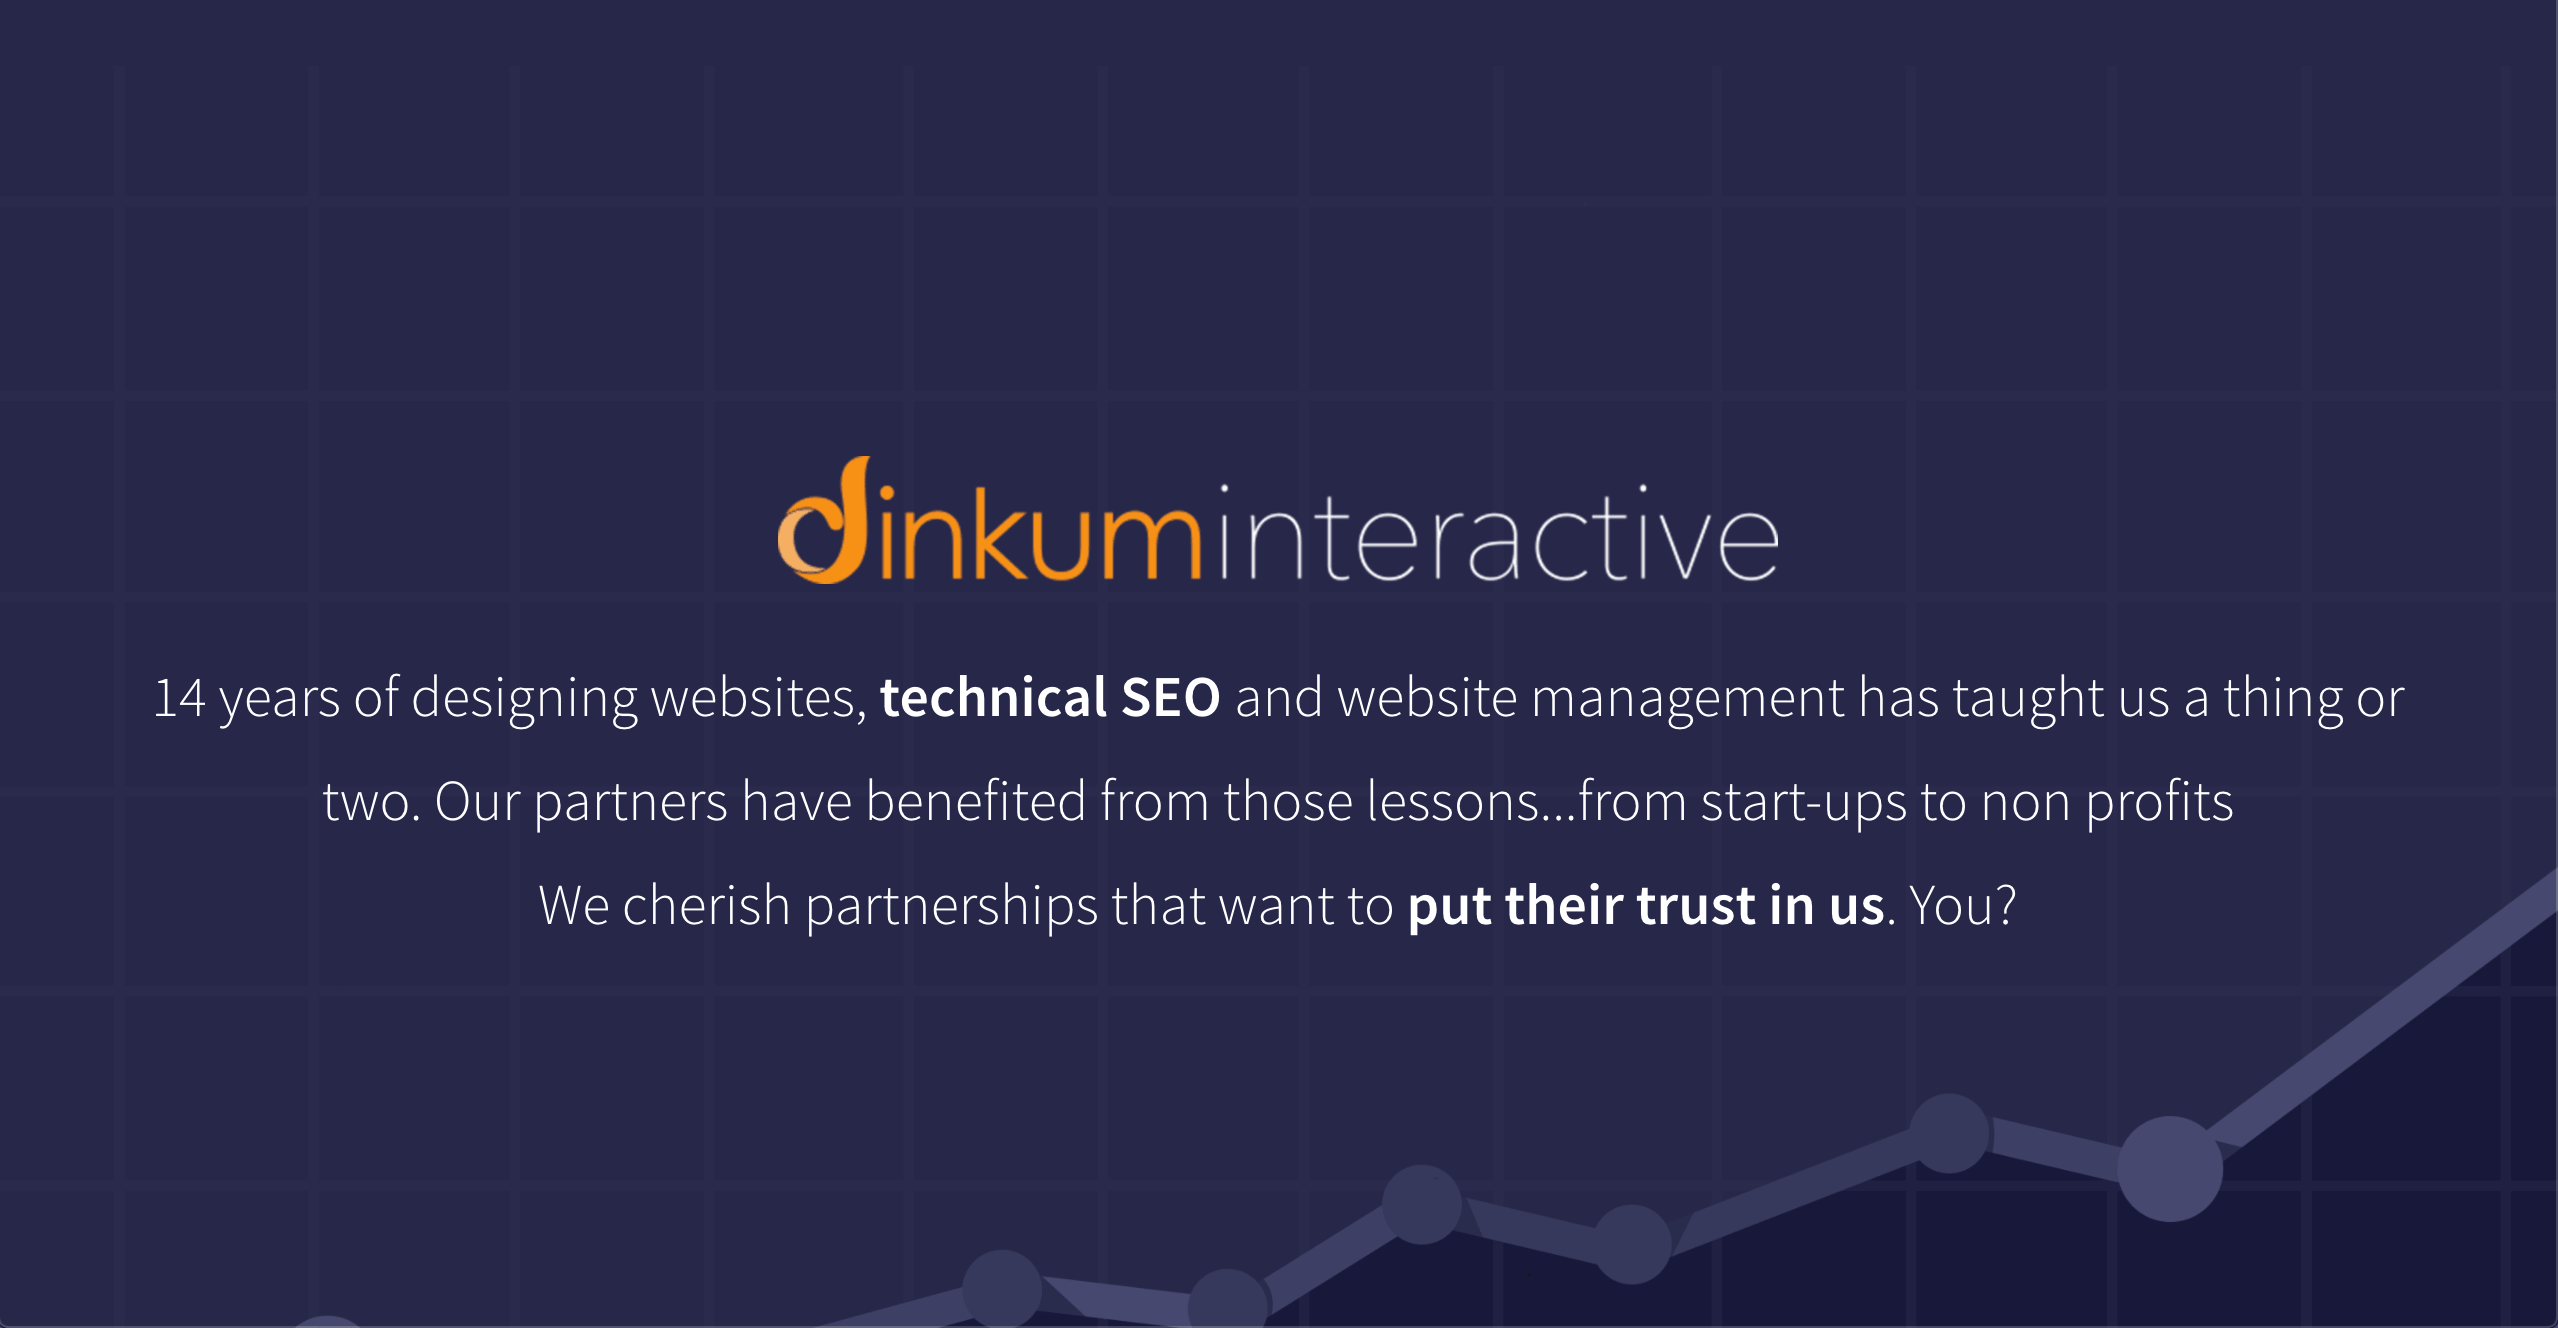 dinkuminteractive
14 years of designing websites, technical SEO and website management has taught us a thing or
two. Our partners have benefited from those lessons...from start-ups to non profits
We cherish partnerships that want to put their trust in us. You?